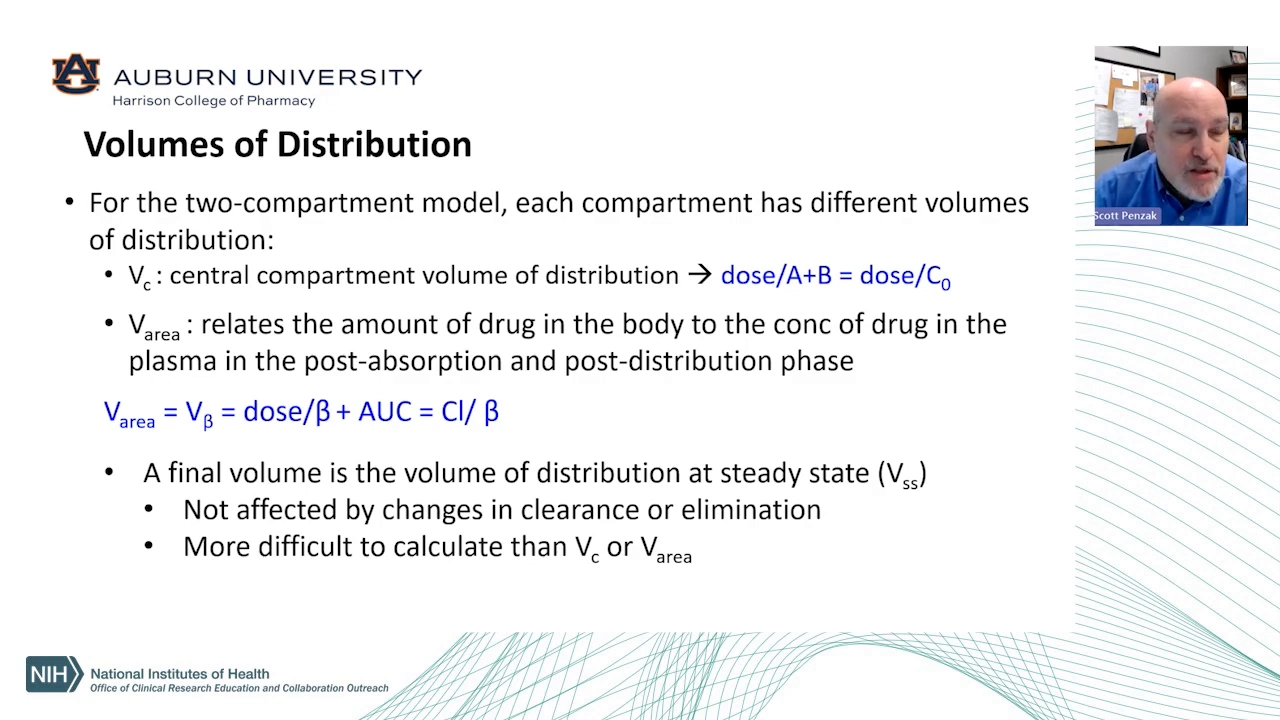 AUBURN UNIVERSITY
Harrison College of Pharmacy
Volumes of Distribution
• For the two-compartment model, each compartment has different volumes
of distribution:
• Vc : central compartment volume of distribution → dose/A+B = dose/C0
• Varea : relates the amount of drug in the body to the conc of drug in the
plasma in the post-absorption and post-distribution phase
Varea = Vβ = dose/β + AUC = Cl/ β
• A final volume is the volume of distribution at steady state (Vss)
• Not affected by changes in clearance or elimination
• More difficult to calculate than Vc or Varea
Scott Penzak
NIH
National Institutes of Health
Office of Clinical Research Education and Collaboration Outreach